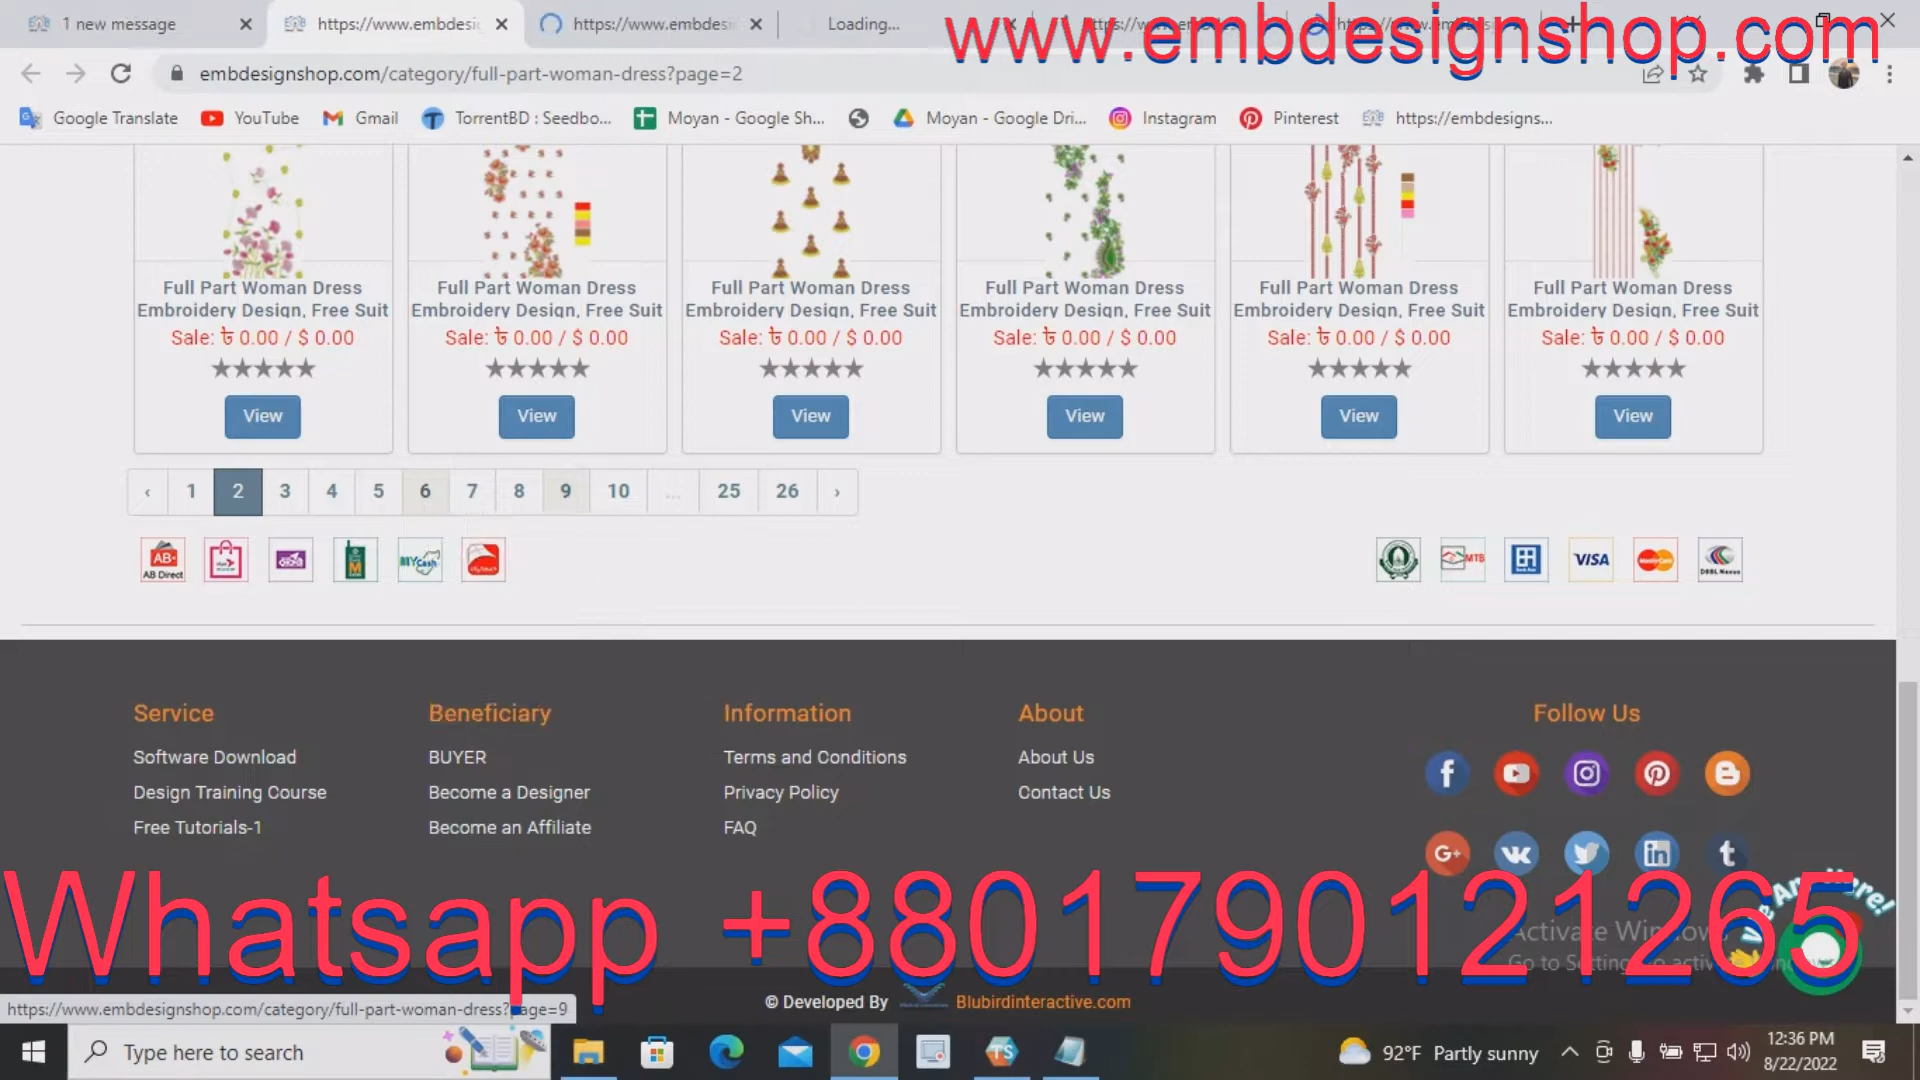 1 new message
https://www.embdesig
https://www.embdesi
Loading...
www.embdesignshop.com
embdesignshop.com/category/full-part-woman-dress?page=2
Google Translate
YouTube
Gmail
TorrentBD : Seedbo...
Moyan - Google Sh...
Moyan - Google Dri...
Instagram
Pinterest
https://embdesigns...
Full Part Woman Dress Full Part Woman Dress Full Part Woman Dress Full Part Woman Dress Full Part Woman Dress Full Part Woman Dress
Embroidery Design, Free Suit Embroidery Design, Free Suit Embroidery Design, Free Suit Embroidery Design, Free Suit Embroidery Design, Free Suit Embroidery Design, Free Suit
Sale: ৳ 0.00 / $ 0.00 Sale: ৳ 0.00 / $ 0.00 Sale: ৳ 0.00 / $ 0.00 Sale: ৳ 0.00 / $ 0.00 Sale: ৳ 0.00 / $ 0.00 Sale: ৳ 0.00 / $ 0.00
View View View View View View
‹ 1 2 3 4 5 6 7 8 9 10 ... 25 26 ›
AB Direct
MYCash
MTB
VISA
MasterCard
DBBL Nexus
Service Beneficiary Information About Follow Us
Software Download BUYER Terms and Conditions About Us
Design Training Course Become a Designer Privacy Policy Contact Us
Free Tutorials-1 Become an Affiliate FAQ
Whatsapp +8801790121265
Activate Windows
https://www.embdesignshop.com/category/full-part-woman-dress?page=9
© Developed By Blubirdinteractive.com
Type here to search
92°F Partly sunny
12:36 PM
8/22/2022